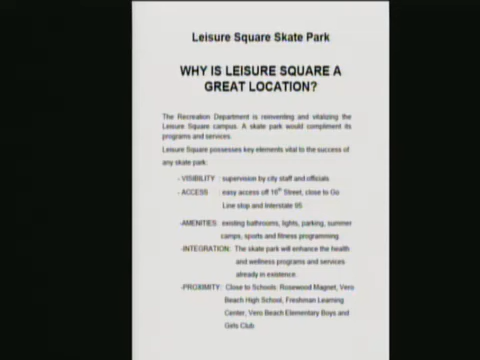 Leisure Square Skate Park
WHY IS LEISURE SQUARE A
GREAT LOCATION?
The Recreation Department is reinventing and vitalizing the
Leisure Square campus. A skate park would compliment its
programs and services.
Leisure Square possesses key elements vital to the success of
any skate park:
- VISIBILITY : supervision by city staff and officials
- ACCESS : easy access off 16th Street, close to Go
Line stop and Interstate 95
-AMENITIES: existing bathrooms, lights, parking, summer
camps, sports and fitness programming.
-INTEGRATION: The skate park will enhance the health
and wellness programs and services
already in existence.
-PROXIMITY: Close to Schools: Rosewood Magnet, Vero
Beach High School, Freshman Learning
Center, Vero Beach Elementary Boys and
Girls Club